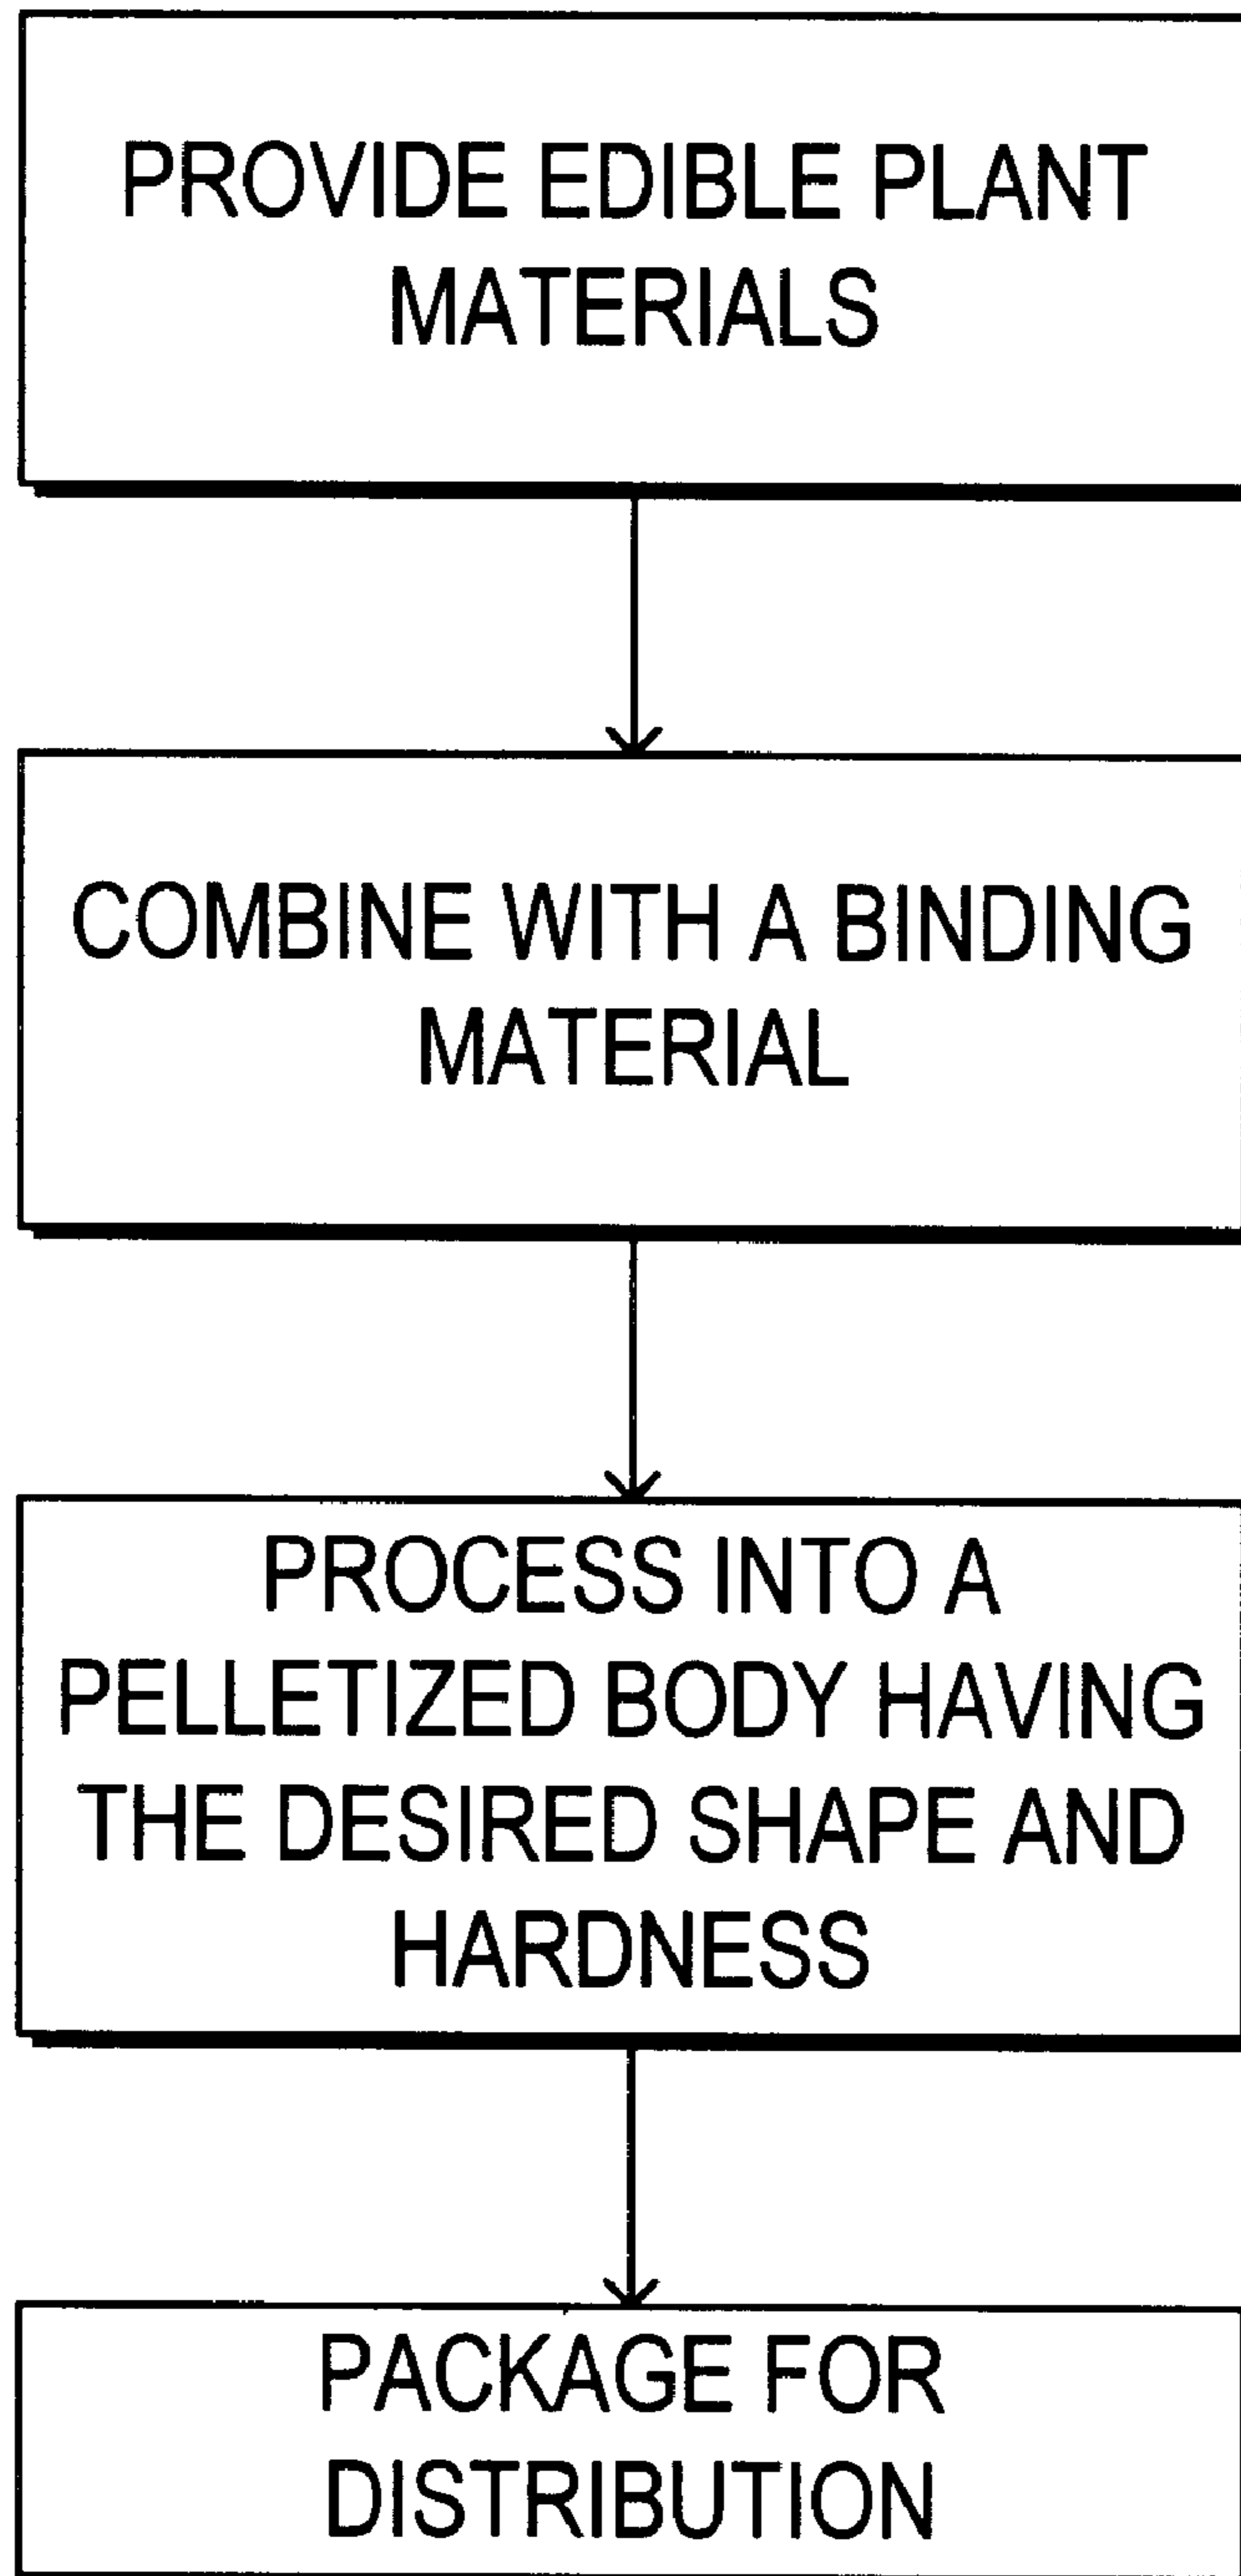 PROVIDE EDIBLE PLANT
MATERIALS
COMBINE WITH A BINDING
MATERIAL
PROCESS INTO A
PELLETIZED BODY HAVING
THE DESIRED SHAPE AND
HARDNESS
PACKAGE FOR
DISTRIBUTION